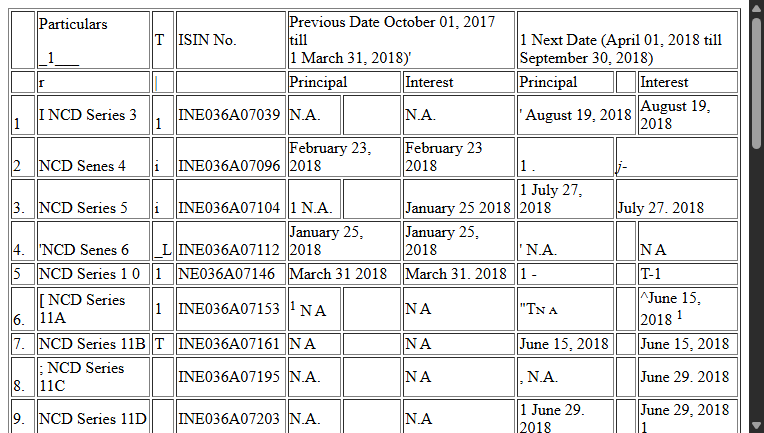 Particulars
_1___
T
ISIN No.
Previous Date October 01, 2017
till
1 March 31, 2018)'
1 Next Date (April 01, 2018 till
September 30, 2018)
r
|
Principal
Interest
Principal
Interest
1
I NCD Series 3
1
INE036A07039
N.A.
N.A.
' August 19, 2018
August 19,
2018
2
NCD Senes 4
i
INE036A07096
February 23,
2018
February 23
2018
1 .
j-
3.
NCD Series 5
i
INE036A07104
1 N.A.
January 25 2018
1 July 27,
2018
July 27. 2018
4.
'NCD Senes 6
_L
INE036A07112
January 25,
2018
January 25,
2018
' N.A.
N A
5
NCD Series 1 0
1
NE036A07146
March 31 2018
March 31. 2018
1 -
T-1
6.
[ NCD Series
11A
1
INE036A07153
1 N A
N A
"TN A
^June 15,
2018 1
7.
NCD Series 11B
T
INE036A07161
N A
N A
June 15, 2018
June 15, 2018
8.
; NCD Series
11C
INE036A07195
N.A.
N A
, N.A.
June 29. 2018
9.
NCD Series 11D
INE036A07203
N.A.
N.A
1 June 29.
2018
June 29, 2018
1